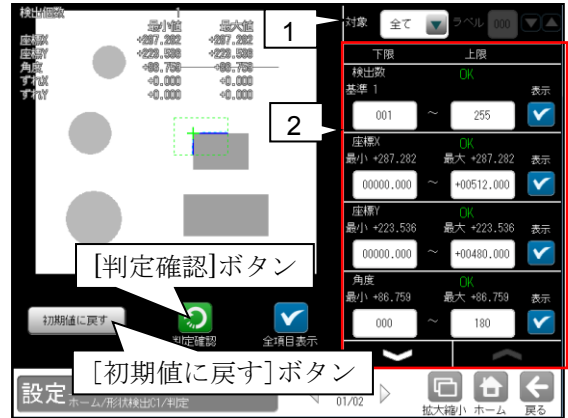 検出個数 1
最小値 最大値
座標X +287.282 +287.282
座標Y +223.536 +223.536
角度 +86.759 +86.759
ずれX +0.000 +0.000
ずれY +0.000 +0.000
1
2
対象 全て ラベル 000
下限 上限
検出数 OK
基準 1 表示
001 ~ 255
座標X OK
最小 +287.282 最大 +287.282 表示
00000.000 ~ +00512.000
座標Y OK
最小 +223.536 最大 +223.536 表示
00000.000 ~ +00480.000
角度 OK
最小 +86.759 最大 +86.759 表示
000 ~ 180
[判定確認]ボタン
初期値に戻す
判定確認
全項目表示
[初期値に戻す]ボタン
設定 ホーム/形状検出C1/判定
01/02
拡大縮小 ホーム 戻る